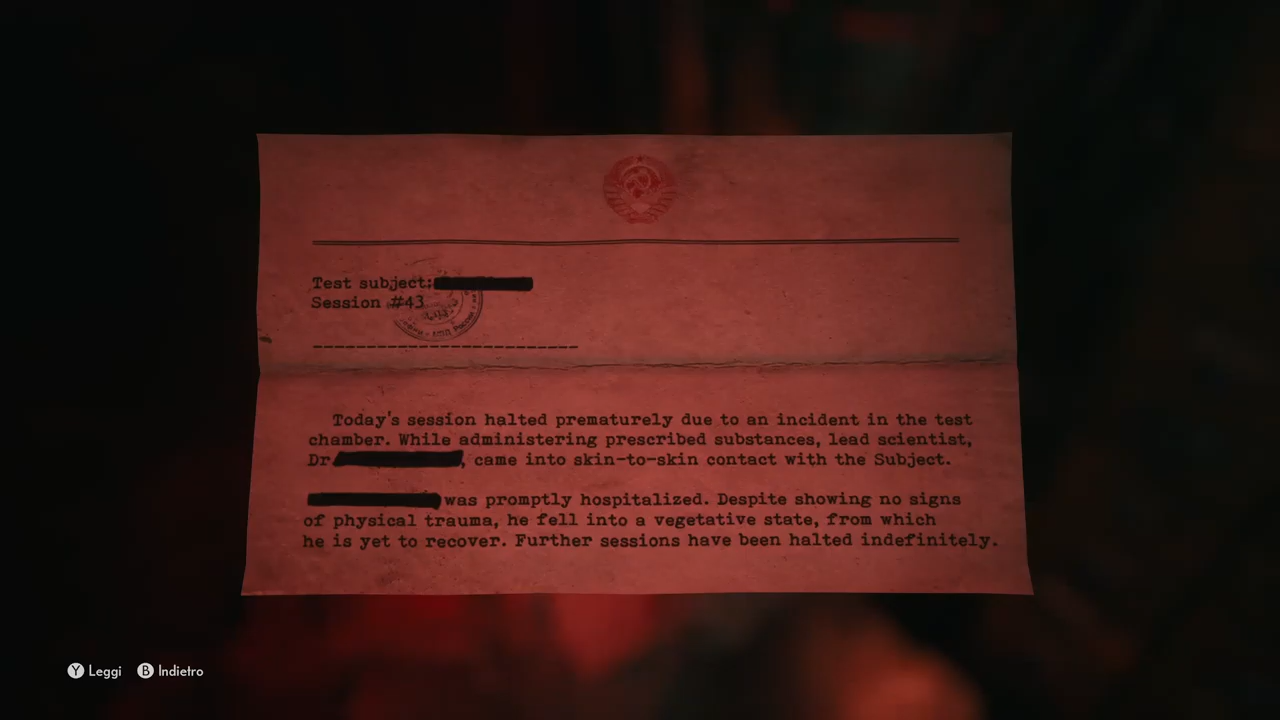 Test subject:
Session #43
Today's session halted prematurely due to an incident in the test
chamber. While administering prescribed substances, lead scientist,
Dr , came into skin-to-skin contact with the Subject.
was promptly hospitalized. Despite showing no signs
of physical trauma, he fell into a vegetative state, from which
he is yet to recover. Further sessions have been halted indefinitely.
Y Leggi B Indietro